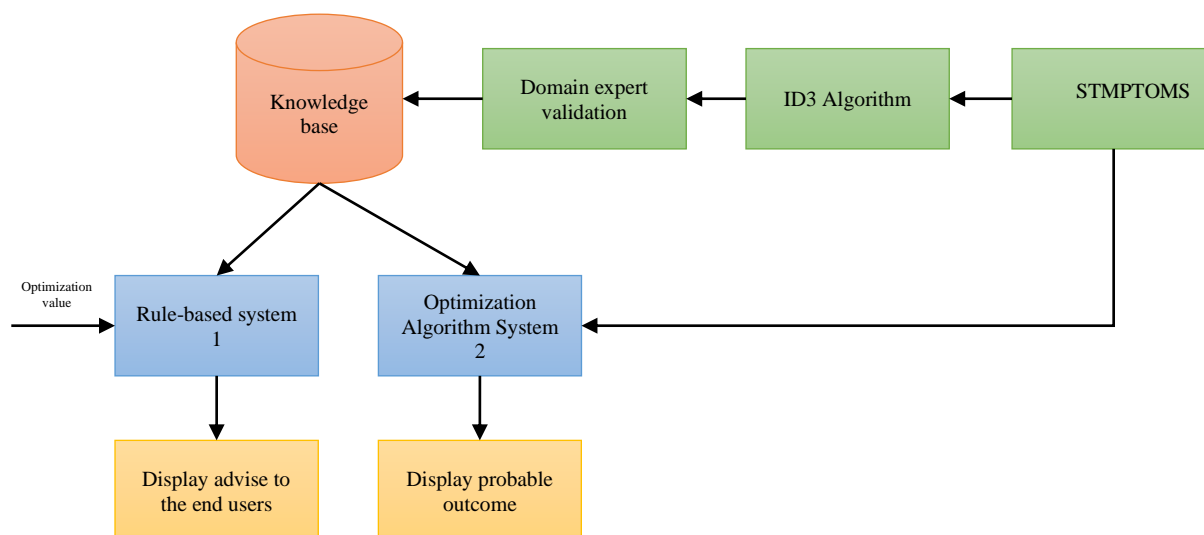 Knowledge
base
Domain expert
validation
ID3 Algorithm
STMPTOMS
Optimization
value
Rule-based system
1
Optimization
Algorithm System
2
Display advise to
the end users
Display probable
outcome